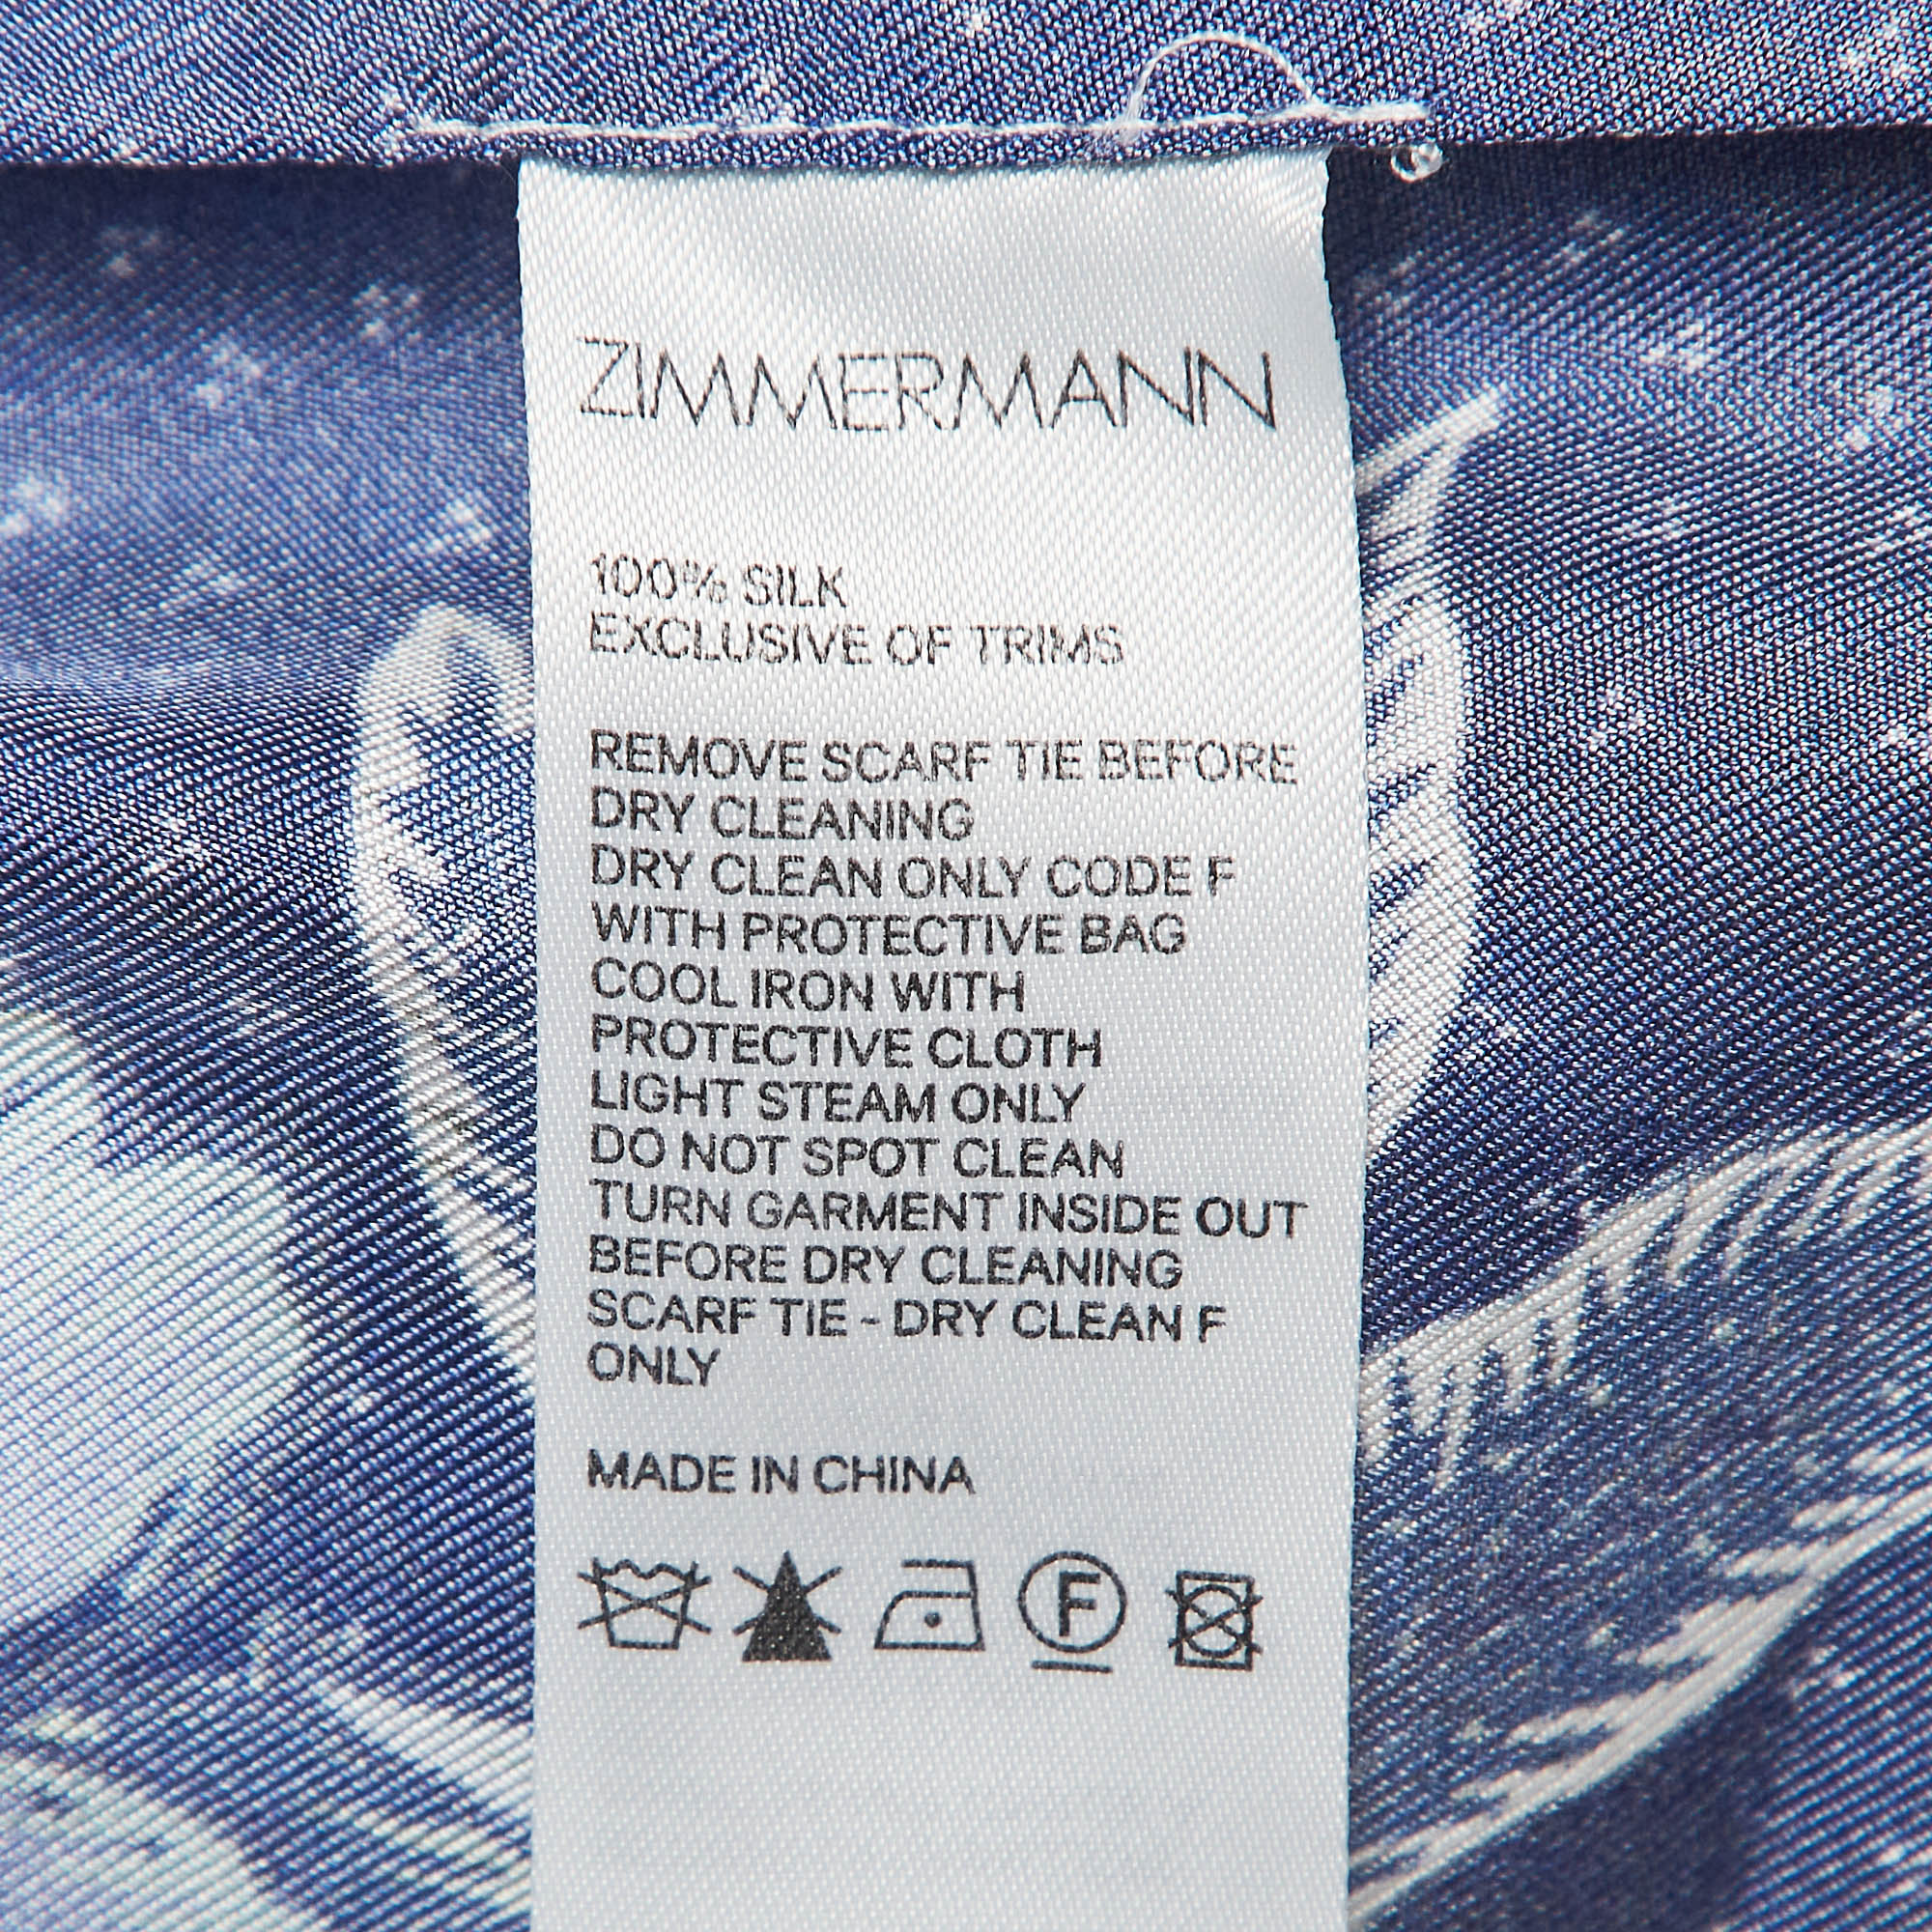 ZIMMERMANN
100% SILK
EXCLUSIVE OF TRIMS
REMOVE SCARF TIE BEFORE
DRY CLEANING
DRY CLEAN ONLY CODE F
WITH PROTECTIVE BAG
COOL IRON WITH
PROTECTIVE CLOTH
LIGHT STEAM ONLY
DO NOT SPOT CLEAN
TURN GARMENT INSIDE OUT
BEFORE DRY CLEANING
SCARF TIE - DRY CLEAN F
ONLY
MADE IN CHINA
F